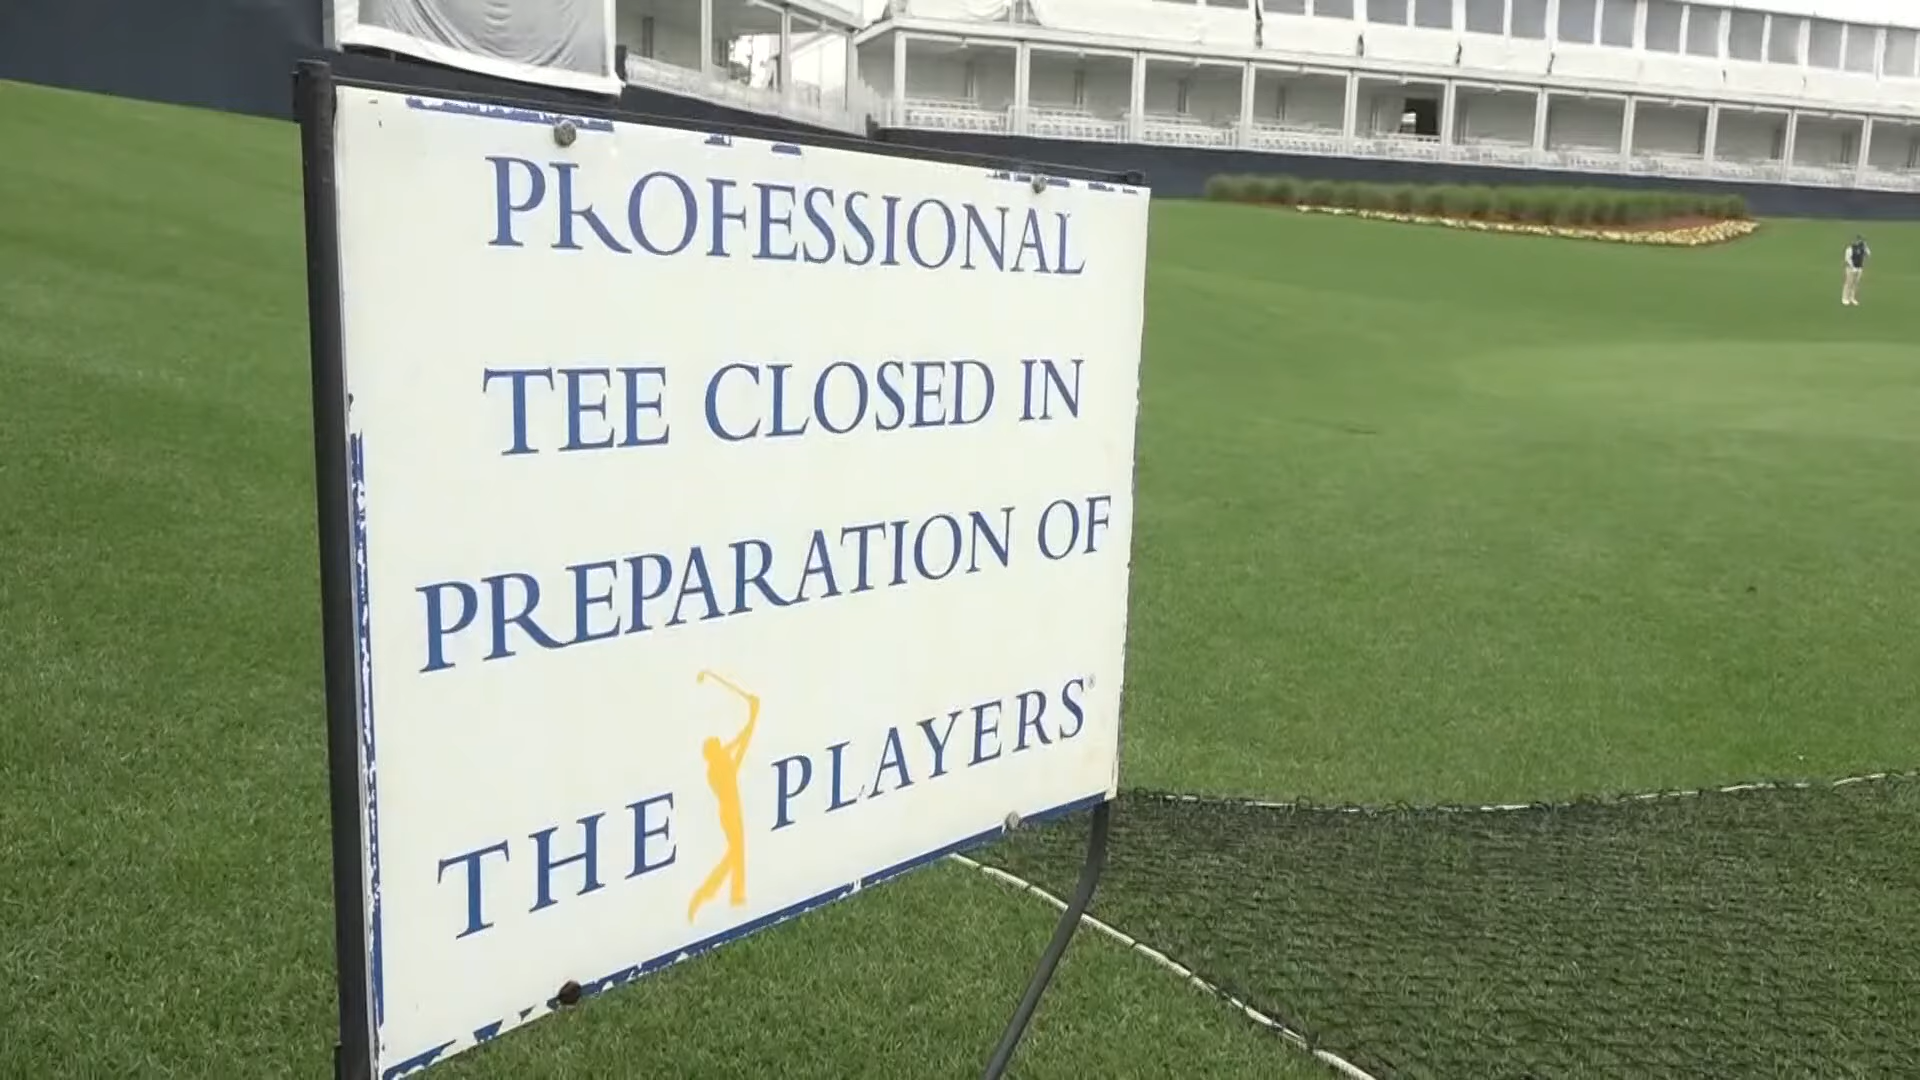 PROFESSIONAL
TEE CLOSED IN
PREPARATION OF
THE PLAYERS®